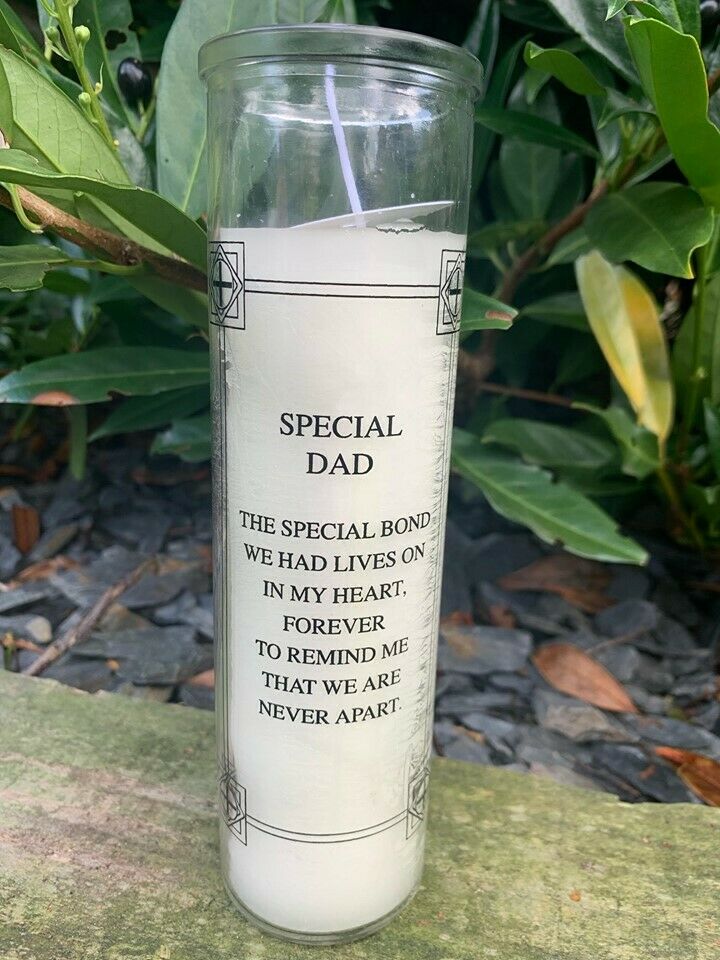 SPECIAL
DAD
THE SPECIAL BOND
WE HAD LIVES ON
IN MY HEART,
FOREVER
TO REMIND ME
THAT WE ARE
NEVER APART.